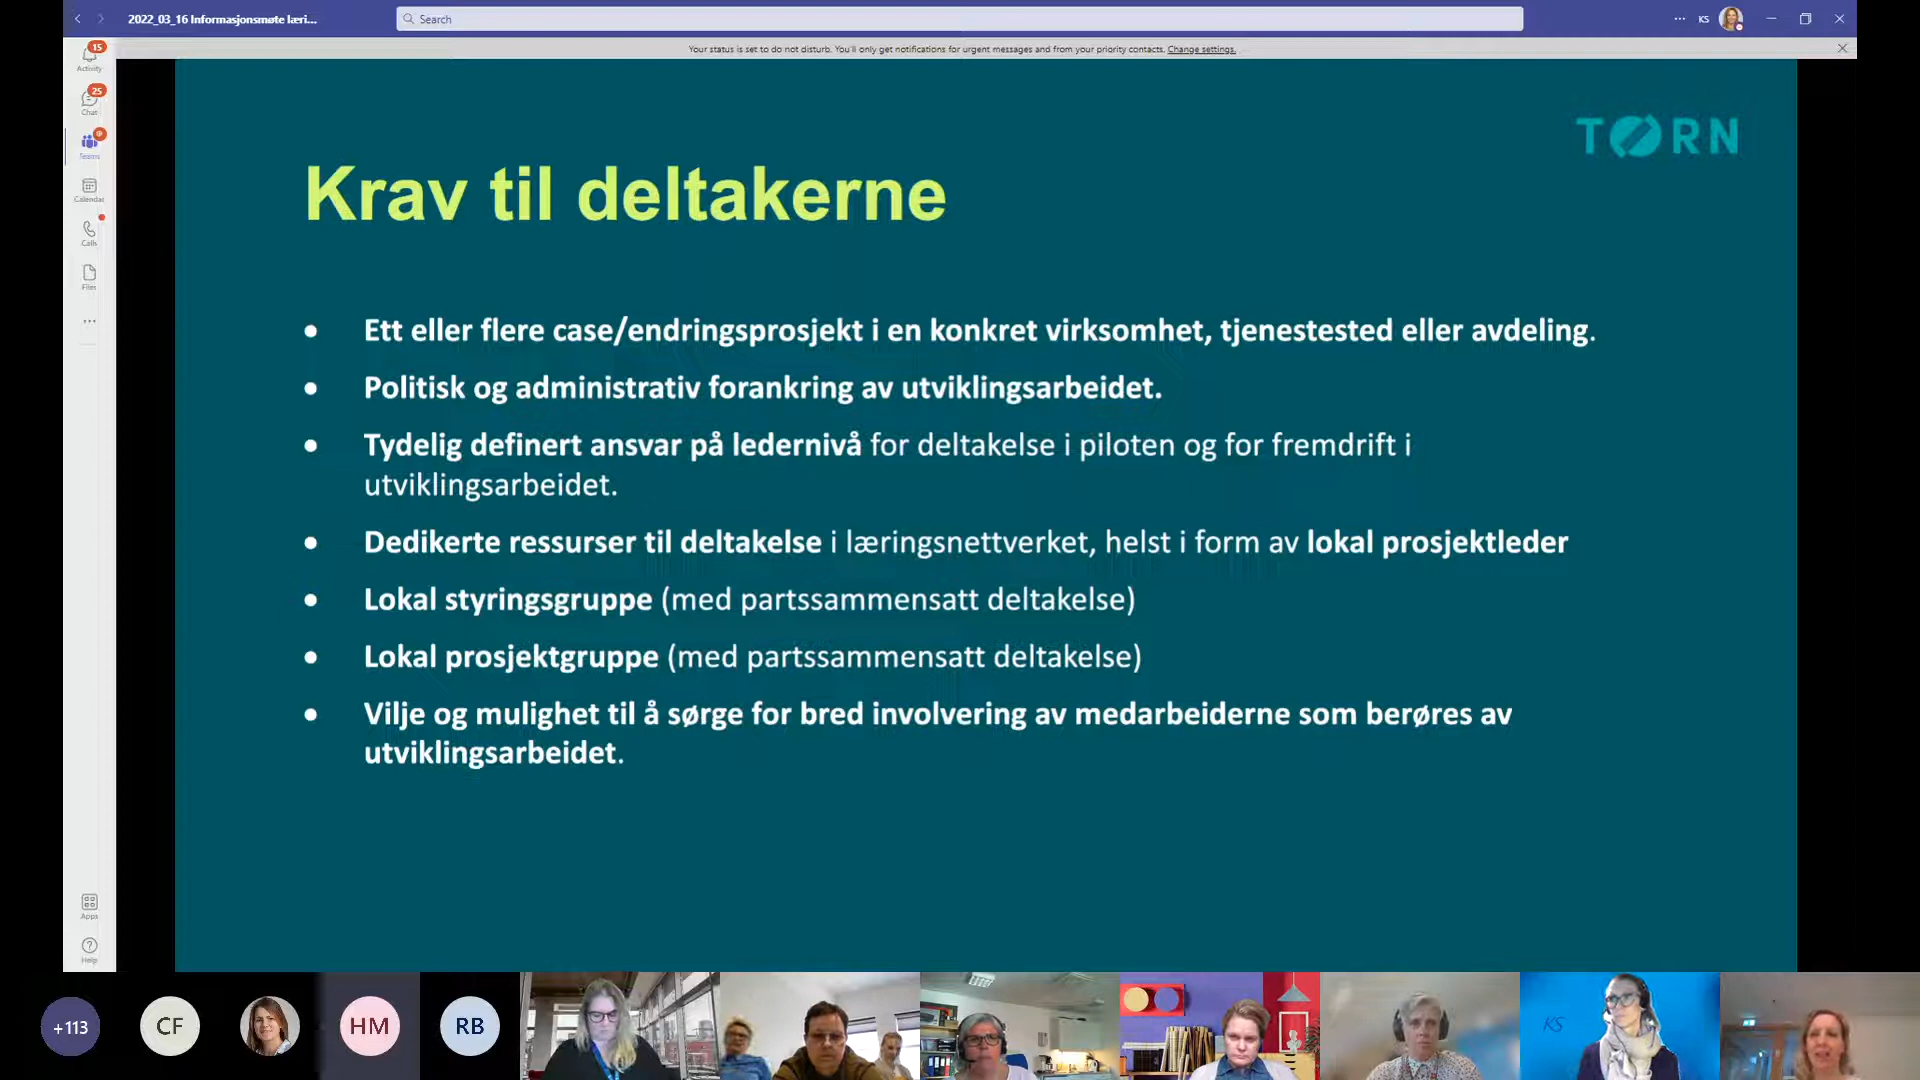 2022_03_16 Informasjonsmøte læri...
Search
KS
Your status is set to do not disturb. You'll only get notifications for urgent messages and from your priority contacts. Change settings.
15
Activity
25
Chat
Teams
Calendar
Calls
Files
Apps
Help
TØRN
Krav til deltakerne
• Ett eller flere case/endringsprosjekt i en konkret virksomhet, tjenestested eller avdeling.
• Politisk og administrativ forankring av utviklingsarbeidet.
• Tydelig definert ansvar på ledernivå for deltakelse i piloten og for fremdrift i
utviklingsarbeidet.
• Dedikerte ressurser til deltakelse i læringsnettverket, helst i form av lokal prosjektleder
• Lokal styringsgruppe (med partssammensatt deltakelse)
• Lokal prosjektgruppe (med partssammensatt deltakelse)
• Vilje og mulighet til å sørge for bred involvering av medarbeiderne som berøres av
utviklingsarbeidet.
+113
CF
HM
RB
KS